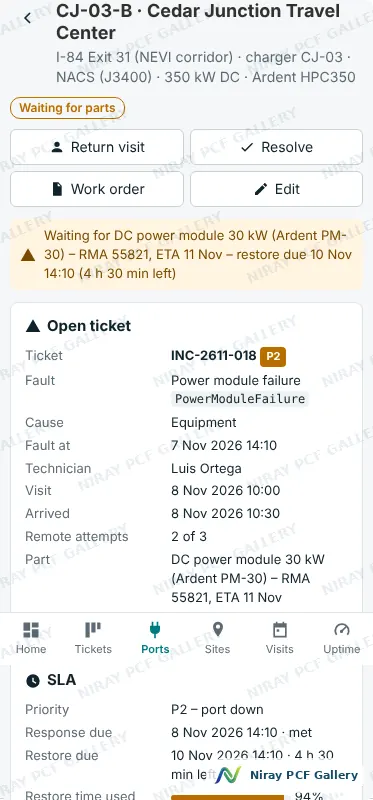 CJ-03-B · Cedar Junction Travel
Center
I-84 Exit 31 (NEVI corridor) · charger CJ-03 ·
NACS (J3400) · 350 kW DC · Ardent HPC350
Waiting for parts
Return visit
Resolve
Work order
Edit
Waiting for DC power module 30 kW (Ardent PM-
30) – RMA 55821, ETA 11 Nov – restore due 10 Nov
14:10 (4 h 30 min left)
Open ticket
Ticket INC-2611-018 P2
Fault Power module failure
PowerModuleFailure
Cause Equipment
Fault at 7 Nov 2026 14:10
Technician Luis Ortega
Visit 8 Nov 2026 10:00
Arrived 8 Nov 2026 10:30
Remote attempts 2 of 3
Part DC power module 30 kW
(Ardent PM-30) – RMA
55821, ETA 11 Nov
Home Tickets Ports Sites Visits Uptime
SLA
Priority P2 – port down
Response due 8 Nov 2026 14:10 · met
Restore due 10 Nov 2026 14:10 · 4 h 30
min left
Restore time used 94%
Niray PCF Gallery